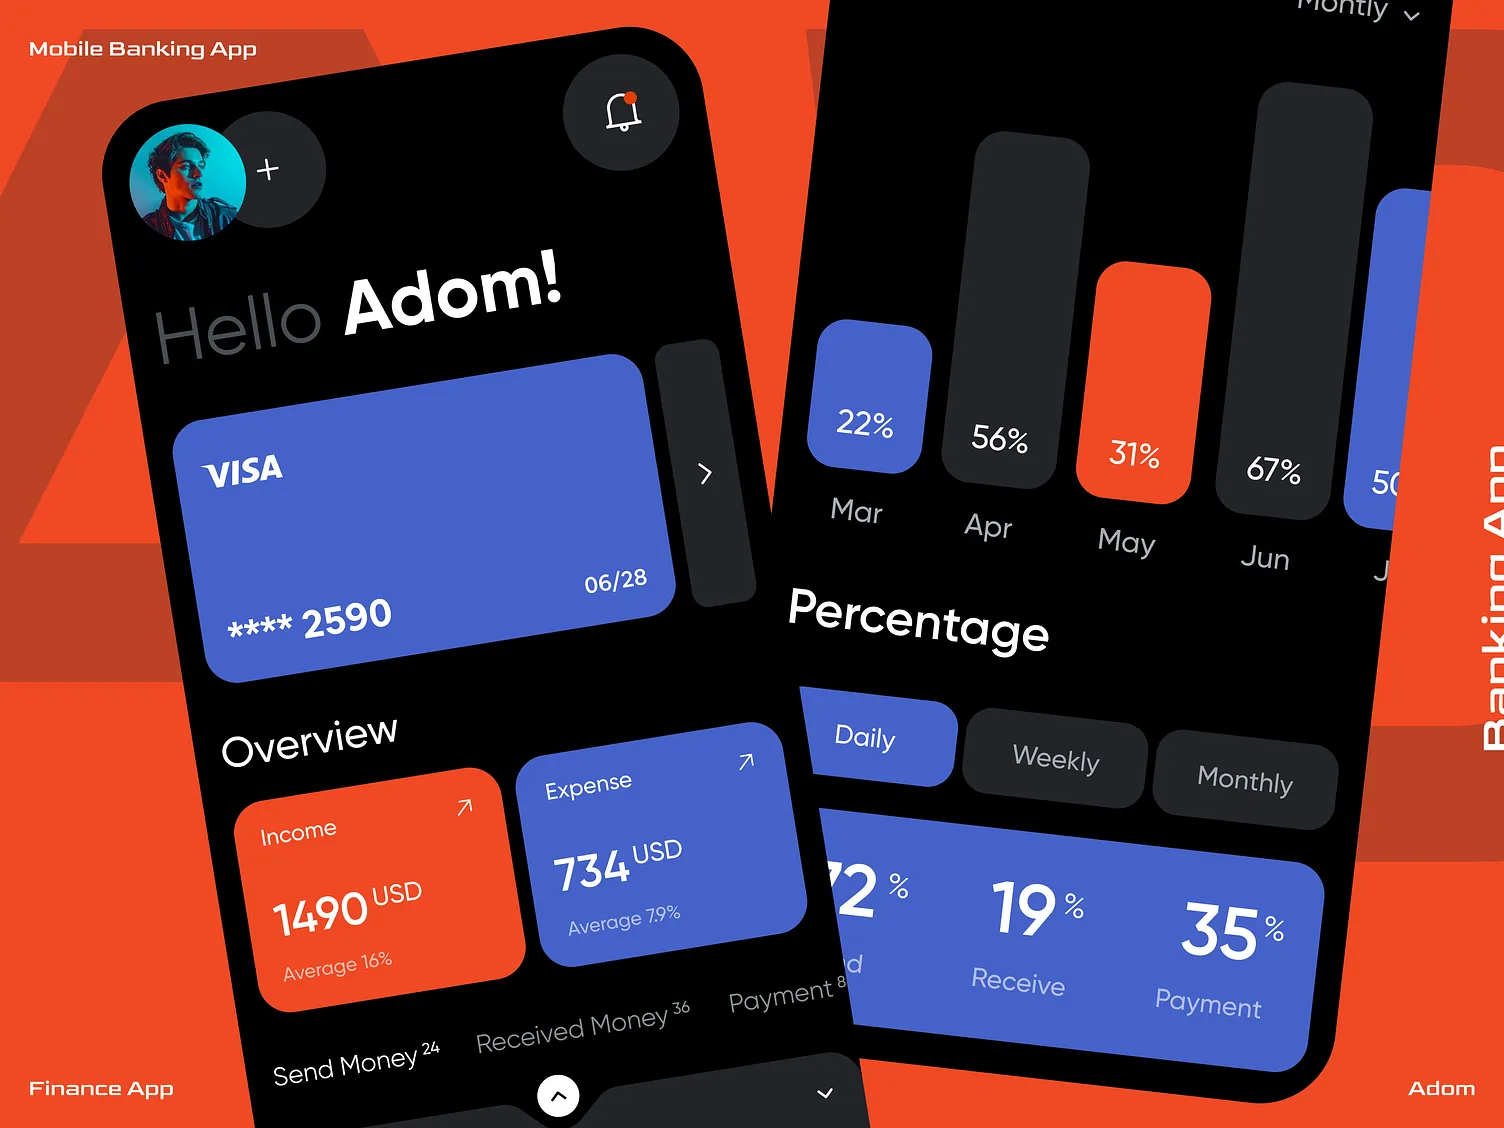 Mobile Banking App
Hello Adom!
VISA
**** 2590
06/28
Overview
Income
1490 USD
Average 16%
Expense
734 USD
Average 7.9%
Send Money 24
Received Money 36
Payment 8
Montly
22%
56%
31%
67%
Mar
Apr
May
Jun
Percentage
Daily
Weekly
Monthly
72 %
19 %
Receive
35 %
Payment
Banking App
Finance App
Adom